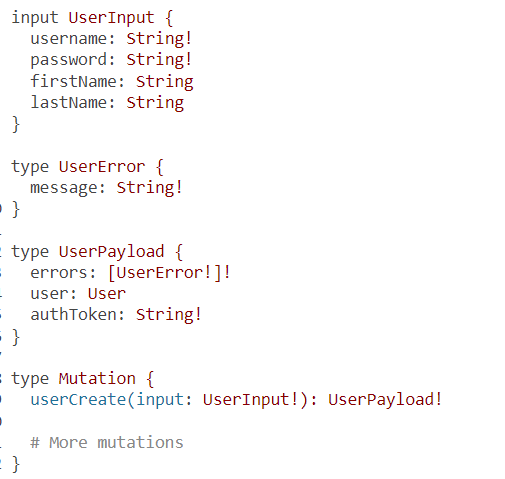 input UserInput {
  username: String!
  password: String!
  firstName: String
  lastName: String
}

type UserError {
  message: String!
}

type UserPayload {
  errors: [UserError!]!
  user: User
  authToken: String!
}

type Mutation {
  userCreate(input: UserInput!): UserPayload!

  # More mutations
}